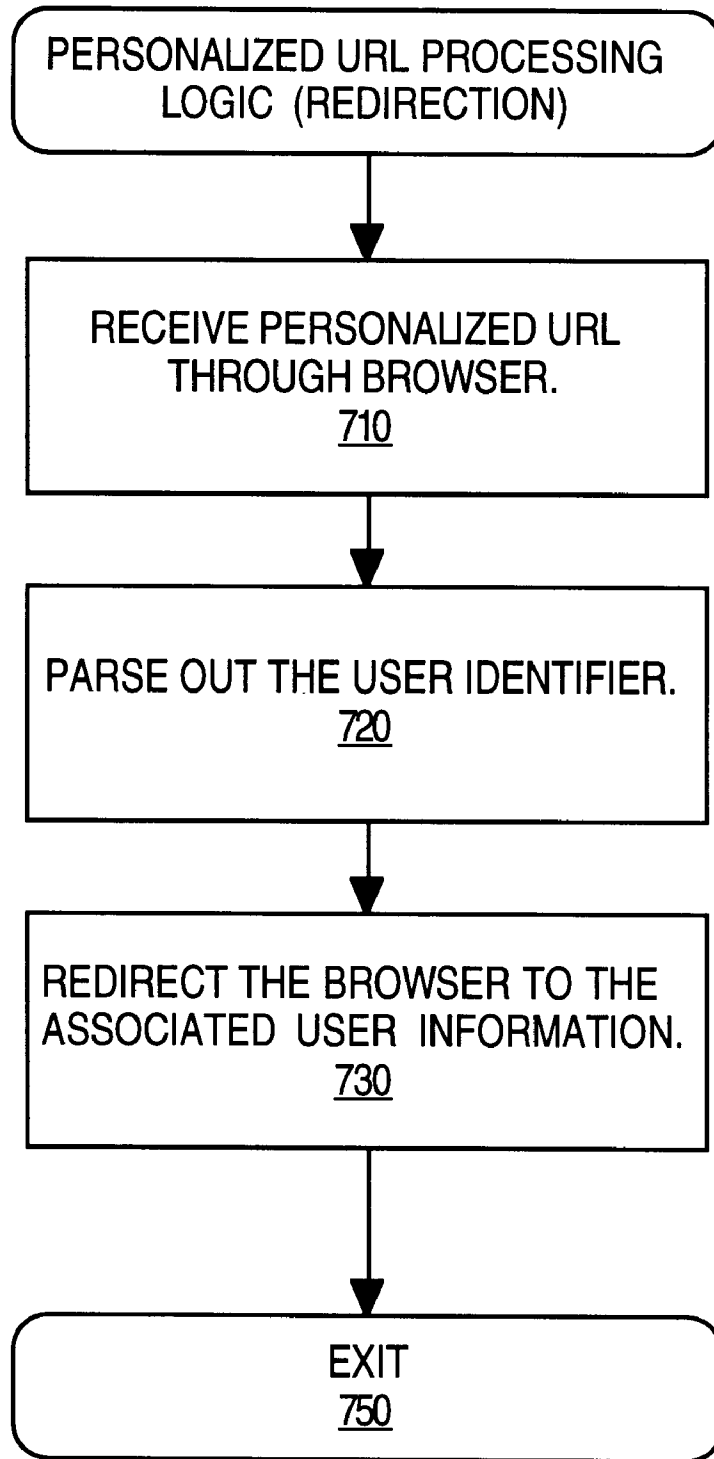 PERSONALIZED URL PROCESSING
LOGIC (REDIRECTION)
RECEIVE PERSONALIZED URL
THROUGH BROWSER.
710
PARSE OUT THE USER IDENTIFIER.
720
REDIRECT THE BROWSER TO THE
ASSOCIATED USER INFORMATION.
730
EXIT
750